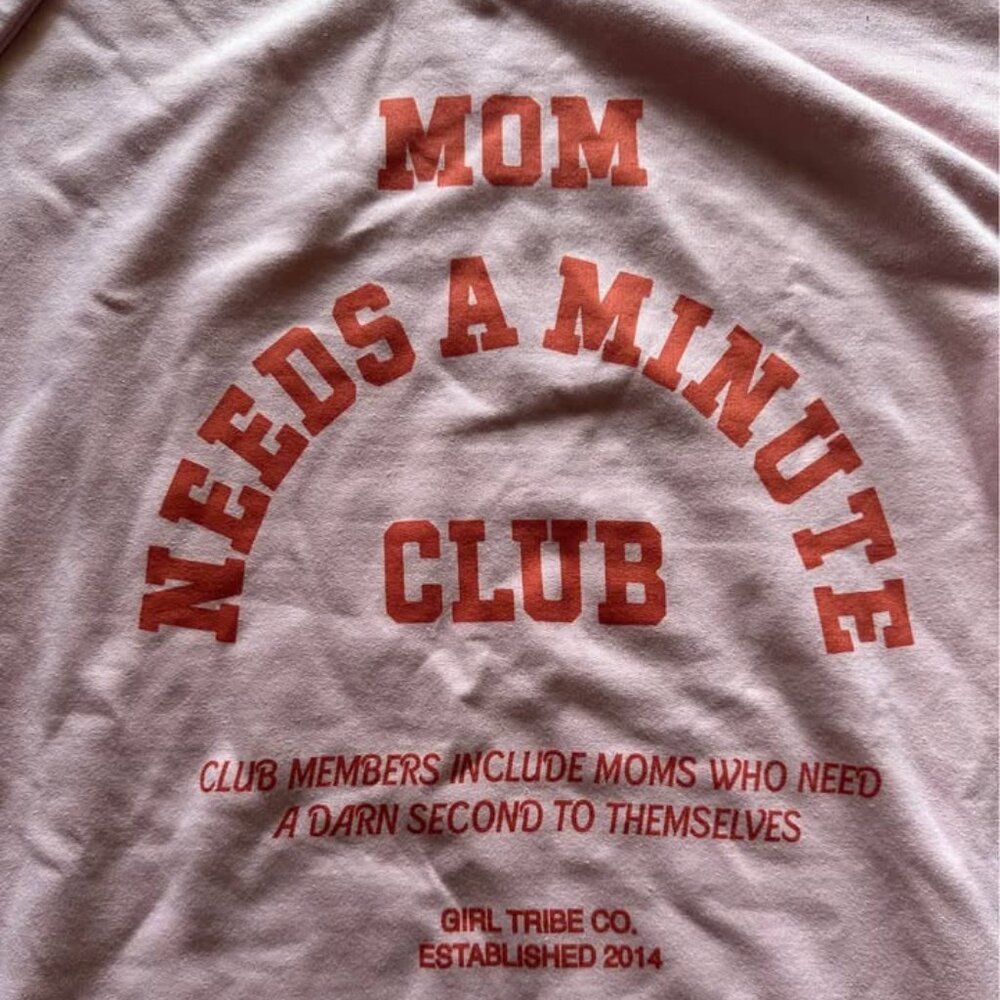 MOM
NEEDS A MINUTE
CLUB
CLUB MEMBERS INCLUDE MOMS WHO NEED
A DARN SECOND TO THEMSELVES
GIRL TRIBE CO.
ESTABLISHED 2014